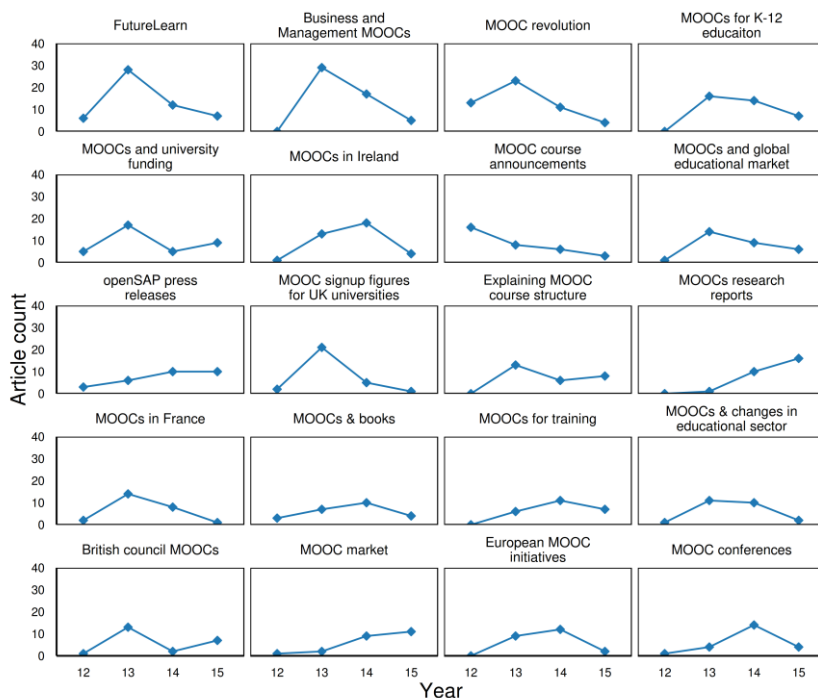 FutureLearn
Business and
Management MOOCs
MOOC revolution
MOOCs for K-12
educaiton
40
30
20
10
0
MOOCs and university
funding
MOOCs in Ireland
MOOC course
announcements
MOOCs and global
educational market
40
30
20
10
0
openSAP press
releases
MOOC signup figures
for UK universities
Explaining MOOC
course structure
MOOCs research
reports
40
30
20
10
0
Article count
MOOCs in France
MOOCs & books
MOOCs for training
MOOCs & changes in
educational sector
40
30
20
10
0
British council MOOCs
MOOC market
European MOOC
initiatives
MOOC conferences
40
30
20
10
0
12 13 14 15
12 13 14 15
12 13 14 15
12 13 14 15
Year